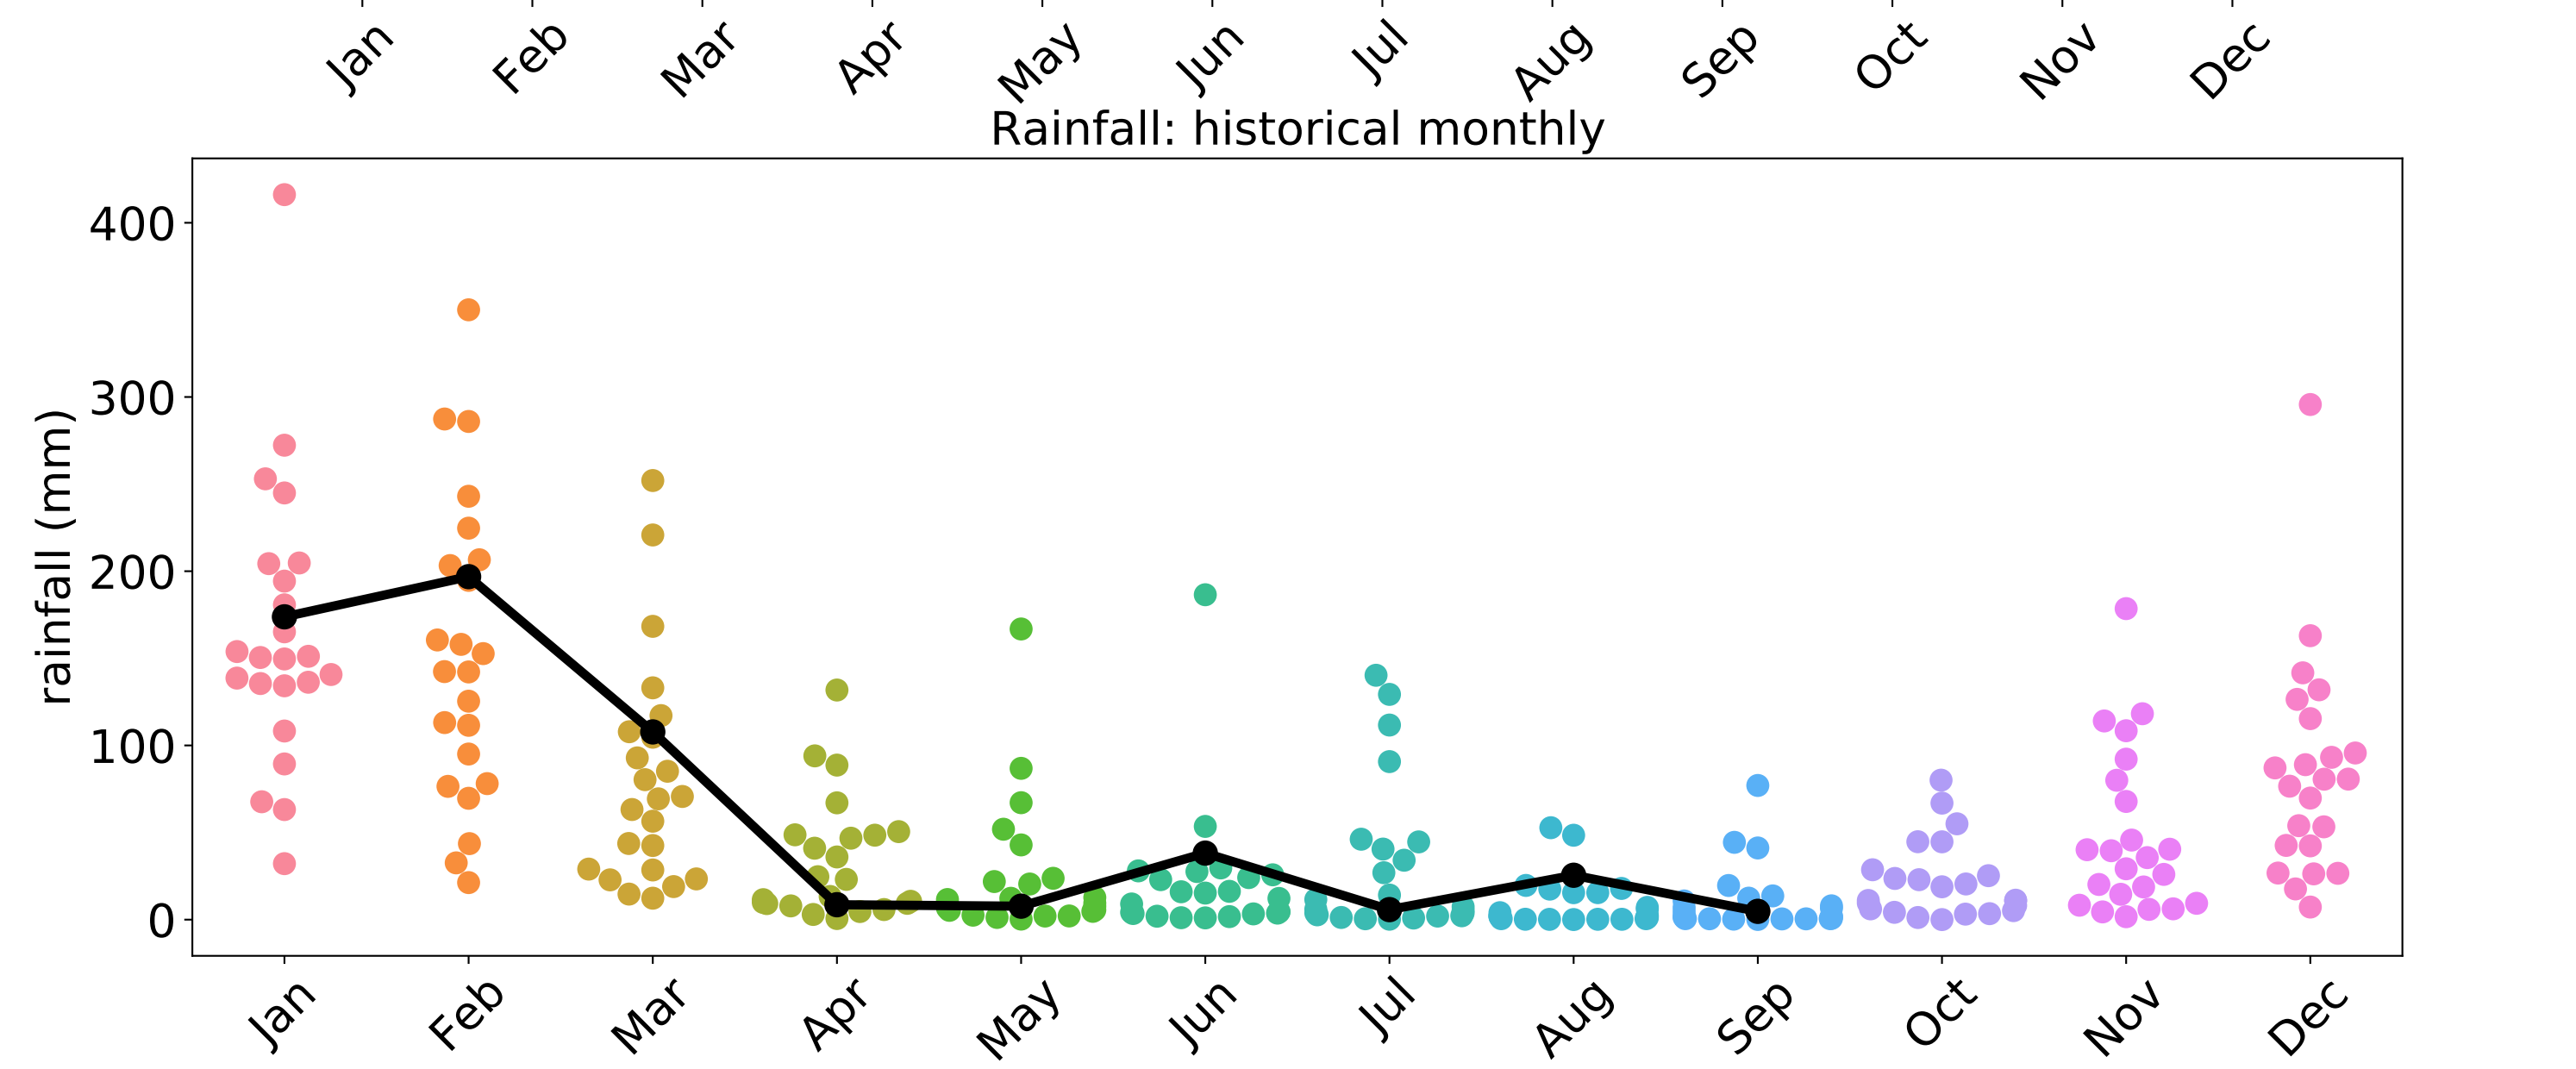 Jan Feb Mar Apr May Jun Jul Aug Sep Oct Nov Dec
Rainfall: historical monthly
rainfall (mm)
400
300
200
100
0
Jan Feb Mar Apr May Jun Jul Aug Sep Oct Nov Dec